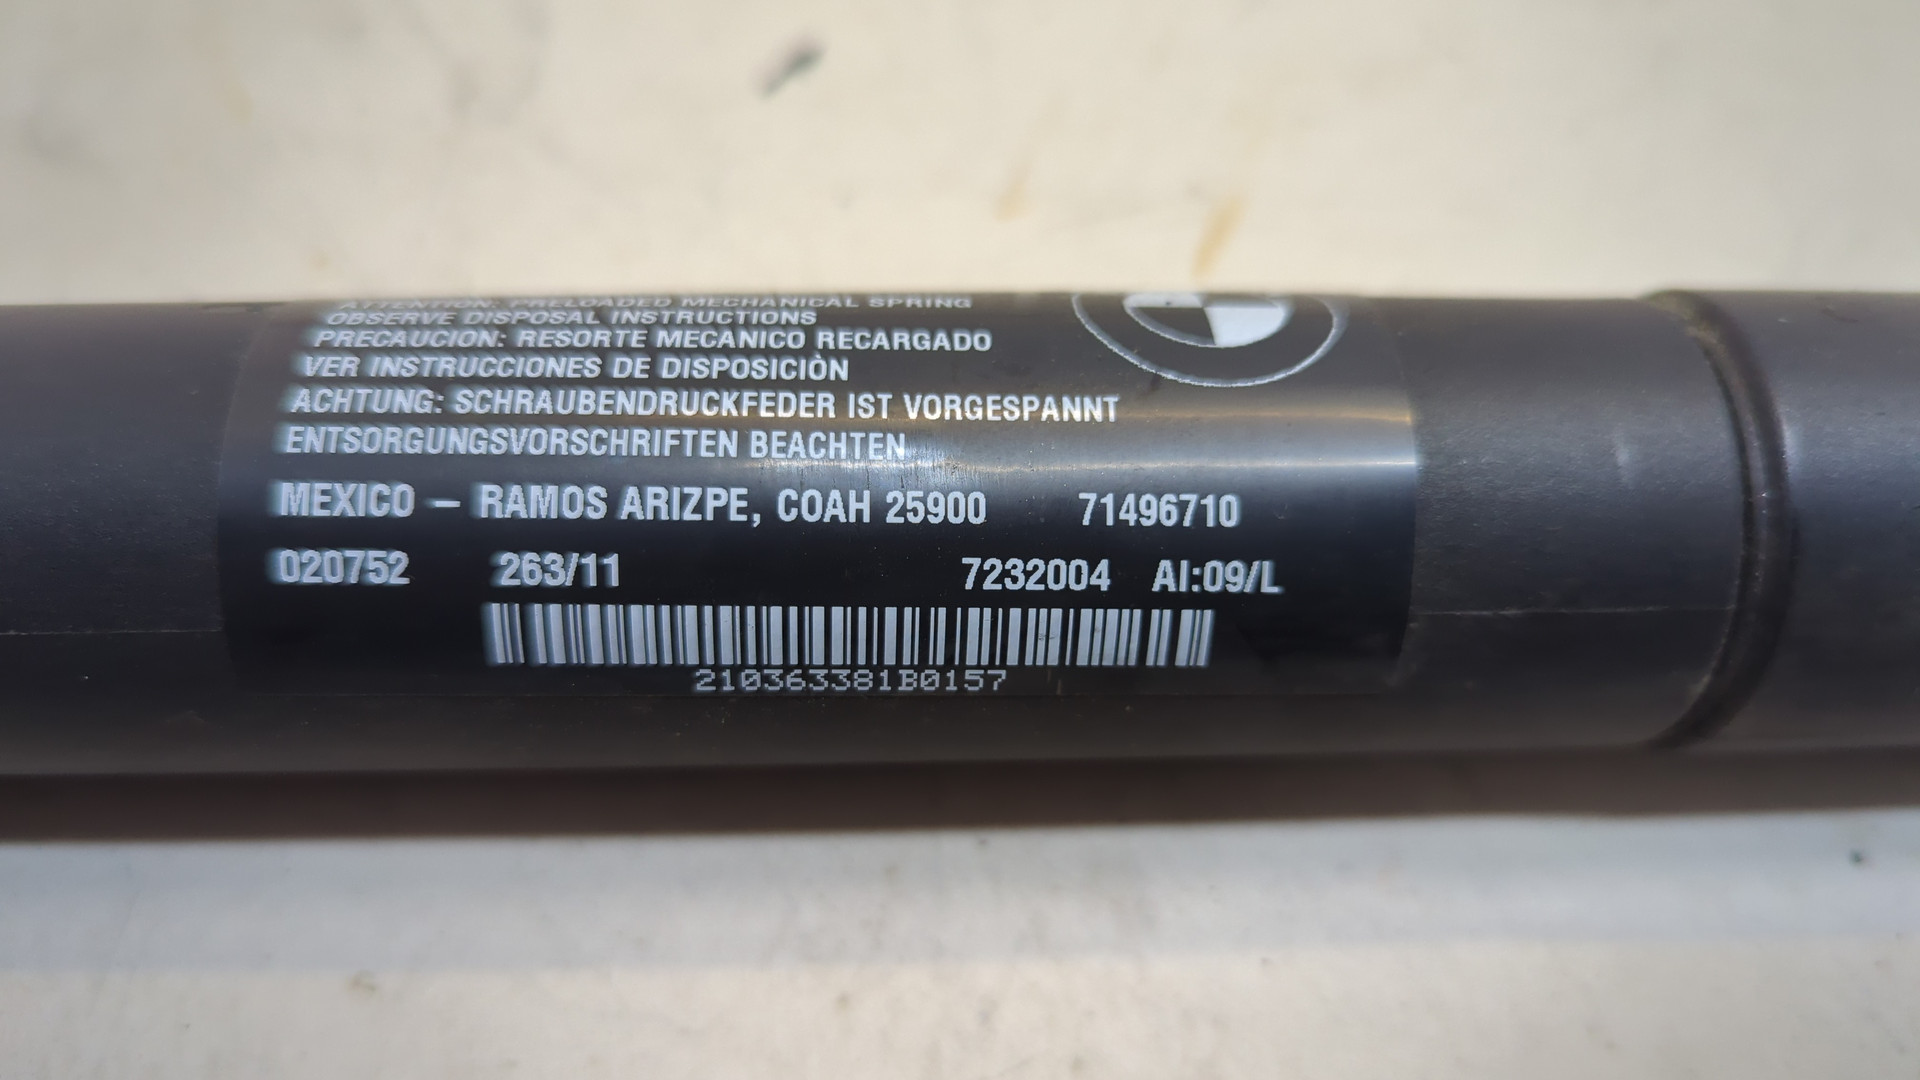 ATTENTION: PRELOADED MECHANICAL SPRING
OBSERVE DISPOSAL INSTRUCTIONS
PRECAUCION: RESORTE MECANICO RECARGADO
VER INSTRUCCIONES DE DISPOSICIÒN
ACHTUNG: SCHRAUBENDRUCKFEDER IST VORGESPANNT
ENTSORGUNGSVORSCHRIFTEN BEACHTEN
MEXICO – RAMOS ARIZPE, COAH 25900 71496710
020752 263/11 7232004 AI:09/L
210363381B0157